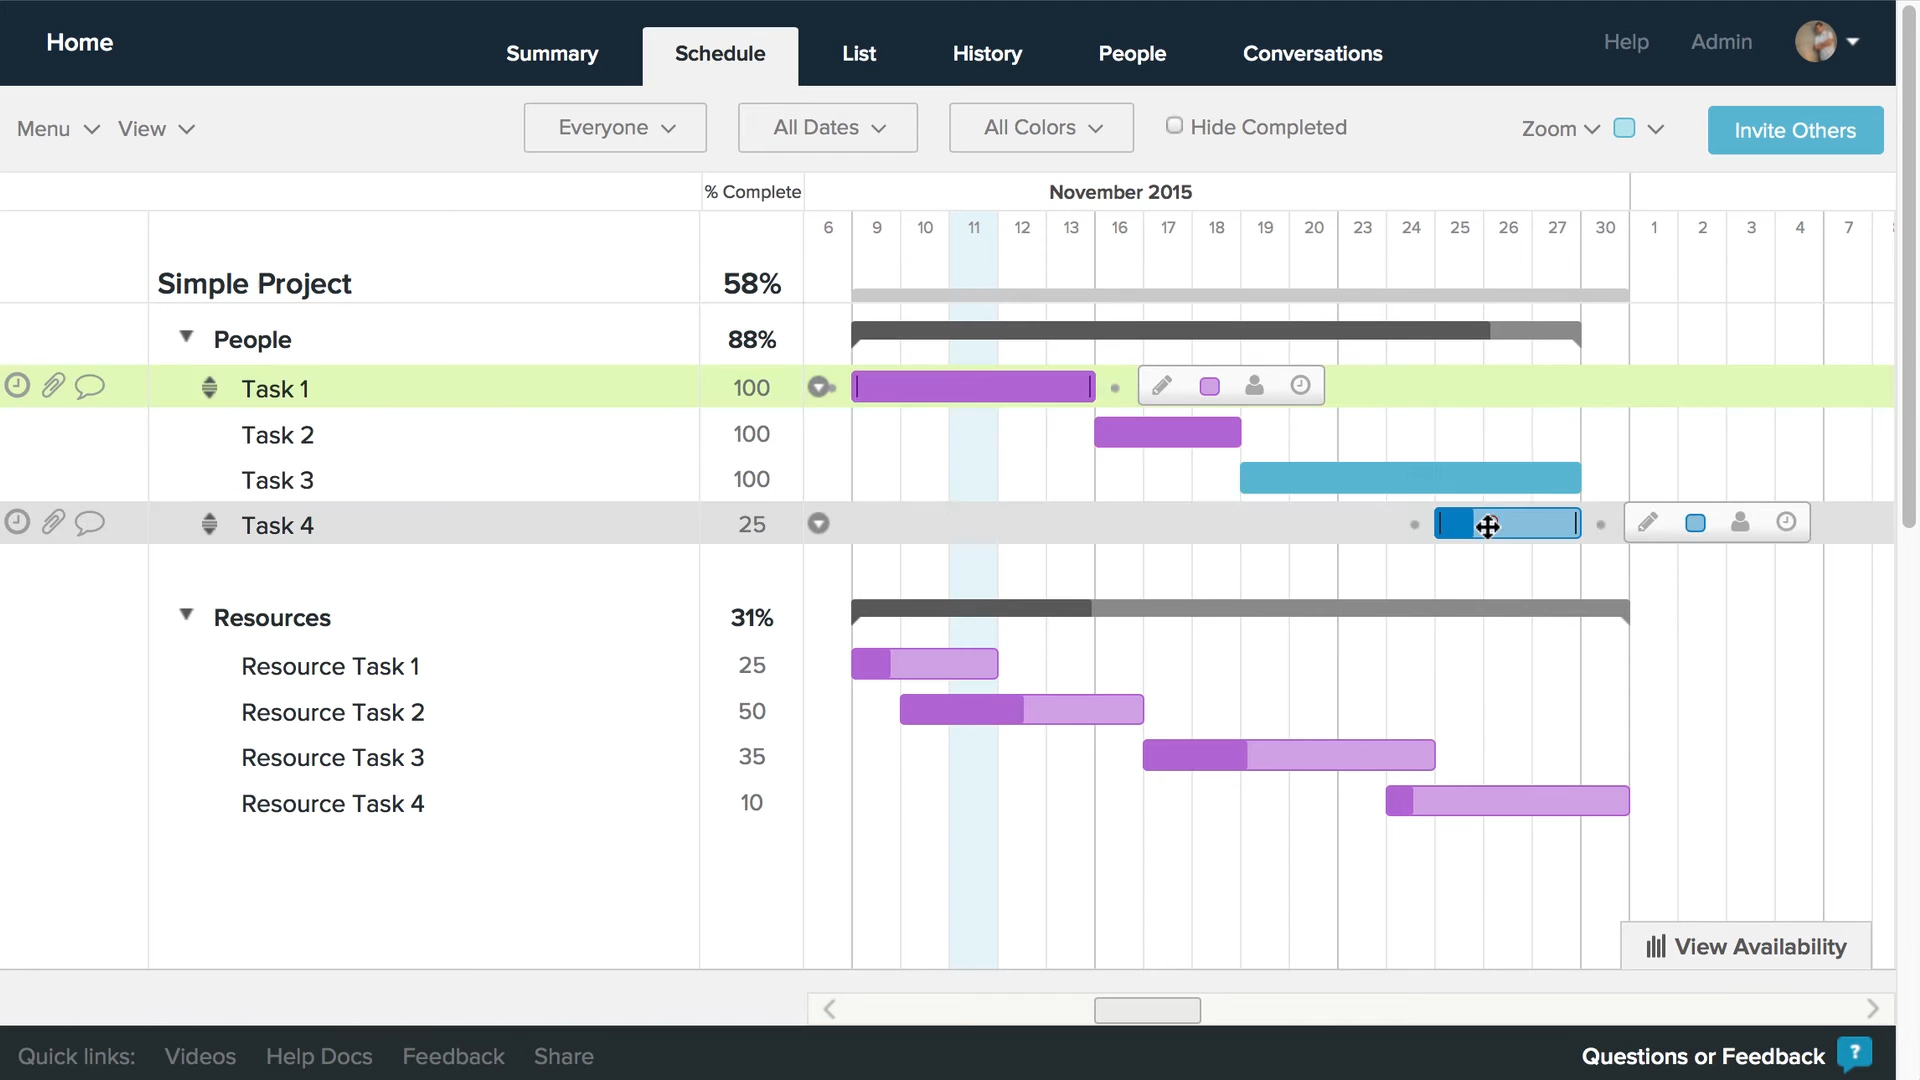 Home
Summary
Schedule
List
History
People
Conversations
Help
Admin
Menu
View
Everyone
All Dates
All Colors
Hide Completed
Zoom
Invite Others
% Complete
November 2015
6 9 10 11 12 13 16 17 18 19 20 23 24 25 26 27 30 1 2 3 4 7
Simple Project 58%
People 88%
Task 1 100
Task 2 100
Task 3 100
Task 4 25
Resources 31%
Resource Task 1 25
Resource Task 2 50
Resource Task 3 35
Resource Task 4 10
View Availability
Quick links: Videos Help Docs Feedback Share
Questions or Feedback ?